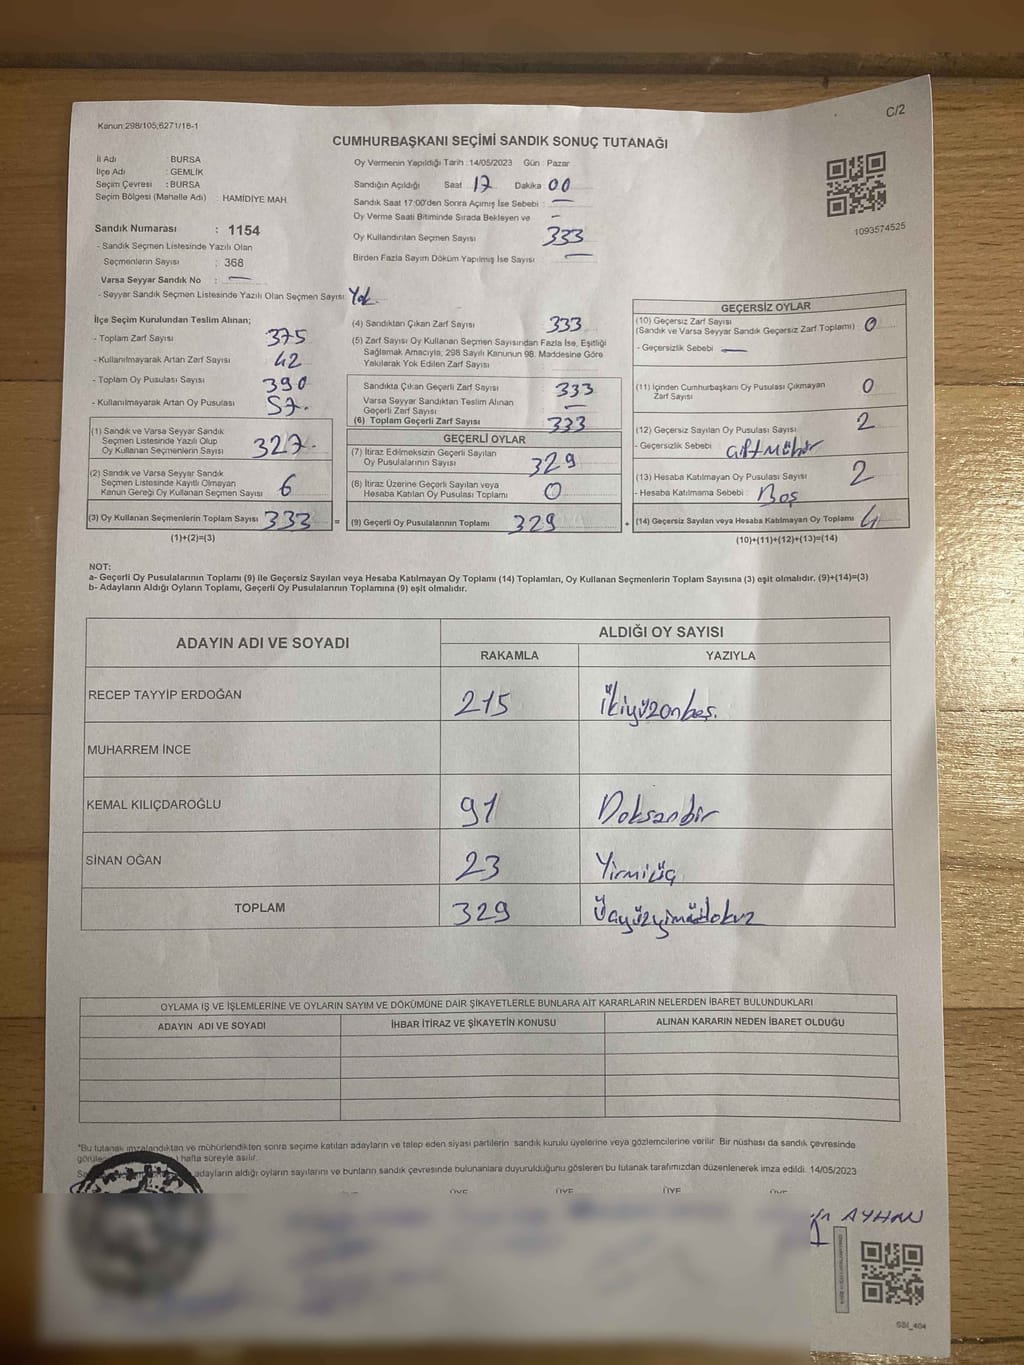 C/2
Kanun:298/105;6271/18-1
CUMHURBAŞKANI SEÇİMİ SANDIK SONUÇ TUTANAĞI
İl Adı : BURSA
İlçe Adı : GEMLİK
Seçim Çevresi : BURSA
Seçim Bölgesi (Mahalle Adı) : HAMİDİYE MAH.
Sandık Numarası : 1154
- Sandık Seçmen Listesinde Yazılı Olan
Seçmenlerin Sayısı : 368
Varsa Seyyar Sandık No : —
- Seyyar Sandık Seçmen Listesinde Yazılı Olan Seçmen Sayısı: Yok
Oy Vermenin Yapıldığı Tarih :14/05/2023 Gün : Pazar
Sandığın Açıldığı Saat 17 Dakika 00
Sandık Saat 17:00'den Sonra Açımış İse Sebebi : —
Oy Verme Saati Bitiminde Sırada Bekleyen ve –
Oy Kullandırılan Seçmen Sayısı 333
Birden Fazla Sayım Döküm Yapılmış İse Sayısı —
1093574525
İlçe Seçim Kurulundan Teslim Alınan;
- Toplam Zarf Sayısı 375
- Kullanılmayarak Artan Zarf Sayısı 42
- Toplam Oy Pusulası Sayısı 390
- Kullanılmayarak Artan Oy Pusulası 57.
(1) Sandık ve Varsa Seyyar Sandık
Seçmen Listesinde Yazılı Olup
Oy Kullanan Seçmenlerin Sayısı 327.
(2) Sandık ve Varsa Seyyar Sandık
Seçmen Listesinde Kayıtlı Olmayan
Kanun Gereği Oy Kullanan Seçmen Sayısı 6
(3) Oy Kullanan Seçmenlerin Toplam Sayısı 333
(1)+(2)=(3)
(4) Sandıktan Çıkan Zarf Sayısı 333
(5) Zarf Sayısı Oy Kullanan Seçmen Sayısından Fazla İse, Eşitliği
Sağlamak Amacıyla, 298 Sayılı Kanunun 98. Maddesine Göre
Yakılarak Yok Edilen Zarf Sayısı :
Sandıkta Çıkan Geçerli Zarf Sayısı 333
Varsa Seyyar Sandıktan Teslim Alınan
Geçerli Zarf Sayısı —
(6) Toplam Geçerli Zarf Sayısı 333
GEÇERLİ OYLAR
(7) İtiraz Edilmeksizin Geçerli Sayılan
Oy Pusulalarının Sayısı 329
(8) İtiraz Üzerine Geçerli Sayılan veya
Hesaba Katılan Oy Pusulası Toplamı 0
= (9) Geçerli Oy Pusulalarının Toplamı 329
GEÇERSİZ OYLAR
(10) Geçersiz Zarf Sayısı
(Sandık ve Varsa Seyyar Sandık Geçersiz Zarf Toplamı) 0
- Geçersizlik Sebebi —
(11) İçinden Cumhurbaşkanı Oy Pusulası Çıkmayan
Zarf Sayısı 0
(12) Geçersiz Sayılan Oy Pusulası Sayısı 2
- Geçersizlik Sebebi : çift mühür
(13) Hesaba Katılmayan Oy Pusulası Sayısı 2
- Hesaba Katılmama Sebebi : Boş
+ (14) Geçersiz Sayılan veya Hesaba Katılmayan Oy Toplamı 4
(10)+(11)+(12)+(13)=(14)
NOT:
a- Geçerli Oy Pusulalarının Toplamı (9) ile Geçersiz Sayılan veya Hesaba Katılmayan Oy Toplamı (14) Toplamları, Oy Kullanan Seçmenlerin Toplam Sayısına (3) eşit olmalıdır. (9)+(14)=(3)
b- Adayların Aldığı Oyların Toplamı, Geçerli Oy Pusulalarının Toplamına (9) eşit olmalıdır.
ADAYIN ADI VE SOYADI ALDIĞI OY SAYISI
RAKAMLA YAZIYLA
RECEP TAYYİP ERDOĞAN 215 İkiyüzonbeş.
MUHARREM İNCE
KEMAL KILIÇDAROĞLU 91 Doksanbir
SİNAN OĞAN 23 Yirmiüç
TOPLAM 329
OYLAMA İŞ VE İŞLEMLERİNE VE OYLARIN SAYIM VE DÖKÜMÜNE DAİR ŞİKAYETLERLE BUNLARA AİT KARARLARIN NELERDEN İBARET BULUNDUKLARI
ADAYIN ADI VE SOYADI İHBAR İTİRAZ VE ŞİKAYETİN KONUSU ALINAN KARARIN NEDEN İBARET OLDUĞU
*Bu tutanak imzalandıktan ve mühürlendikten sonra seçime katılan adayların ve talep eden siyasi partilerin sandık kurulu üyelerine veya gözlemcilerine verilir. Bir nüshası da sandık çevresinde
hafta süreyle asılır.
adayların aldığı oyların sayılarını ve bunların sandık çevresinde bulunanlara duyurulduğunu gösteren bu tutanak tarafımızdan düzenlenerek imza edildi. 14/05/2023
ÜYE ÜYE ÜYE ÜYE
AYHAN
SBİ_404